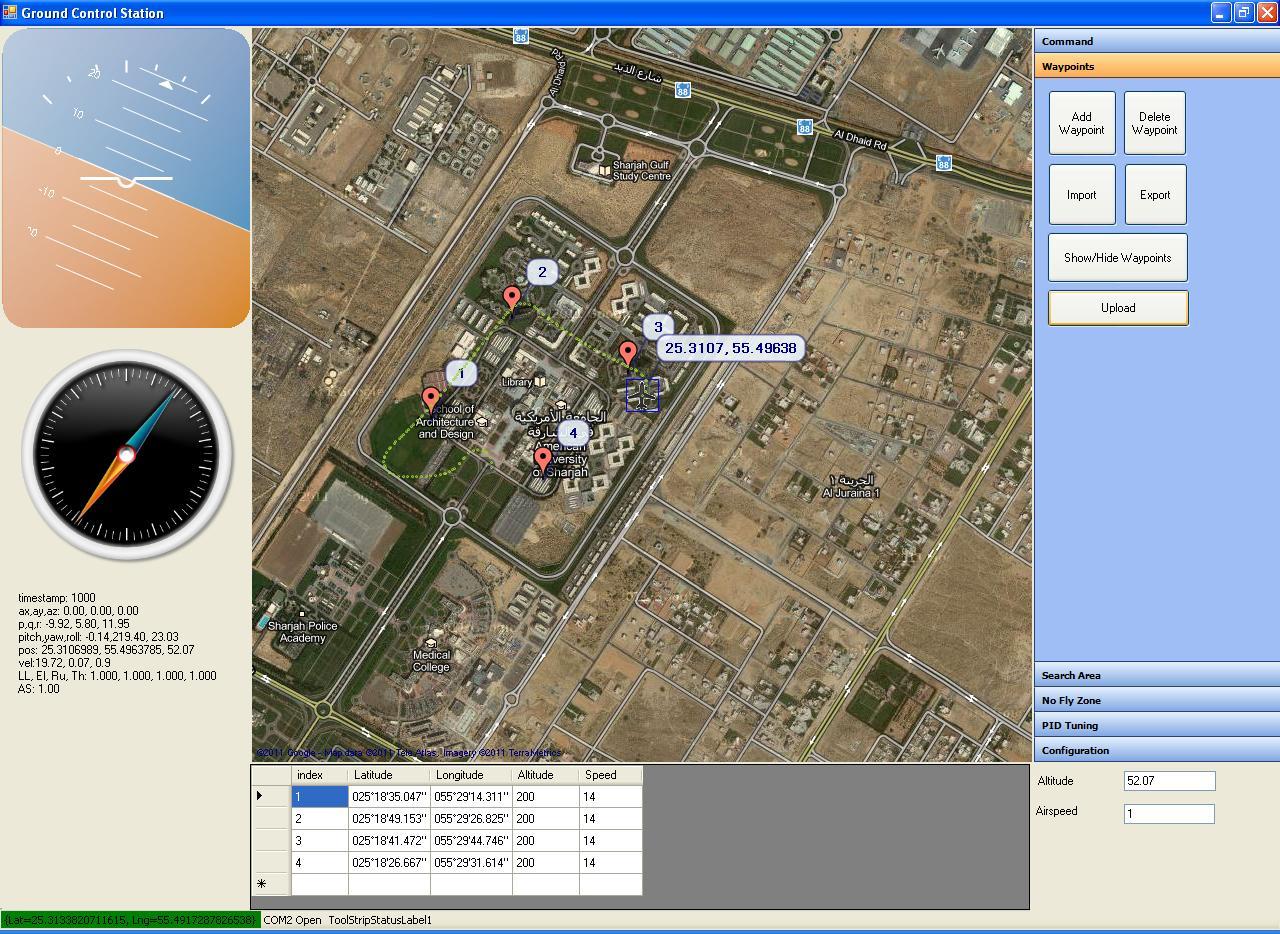 Ground Control Station
20
10
0
-10
timestamp: 1000
ax,ay,az: 0.00, 0.00, 0.00
p,q,r: -9.92, 5.80, 11.95
pitch,yaw,roll: -0.14,219.40, 23.03
pos: 25.3106989, 55.4963785, 52.07
vel:19.72, 0.07, 0.9
LL, El, Ru, Th: 1.000, 1.000, 1.000, 1.000
AS: 1.00
88
Al Dhaid Rd
شارع الذيد
88
88
Al Dhaid Rd
88
Sharjah Gulf
Study Centre
2
3
25.3107, 55.49638
1
Library
School of
Architecture
and Design
الجامعة الأمريكية
في الشارقة
4
American
University
of Sharjah
الجرينة ١
Al Juraina 1
Sharjah Police
Academy
Medical
College
©2011 Google - Map data ©2011 Tele Atlas, Imagery ©2011 TerraMetrics
Command
Waypoints
Add
Waypoint
Delete
Waypoint
Import
Export
Show/Hide Waypoints
Upload
Search Area
No Fly Zone
PID Tuning
Configuration
Altitude 52.07
Airspeed 1
index Latitude Longitude Altitude Speed
1 025°18'35.047'' 055°29'14.311'' 200 14
2 025°18'49.153'' 055°29'26.825'' 200 14
3 025°18'41.472'' 055°29'44.746'' 200 14
4 025°18'26.667'' 055°29'31.614'' 200 14
{Lat=25.3133820711615, Lng=55.4917287826538} COM2 Open ToolStripStatusLabel1